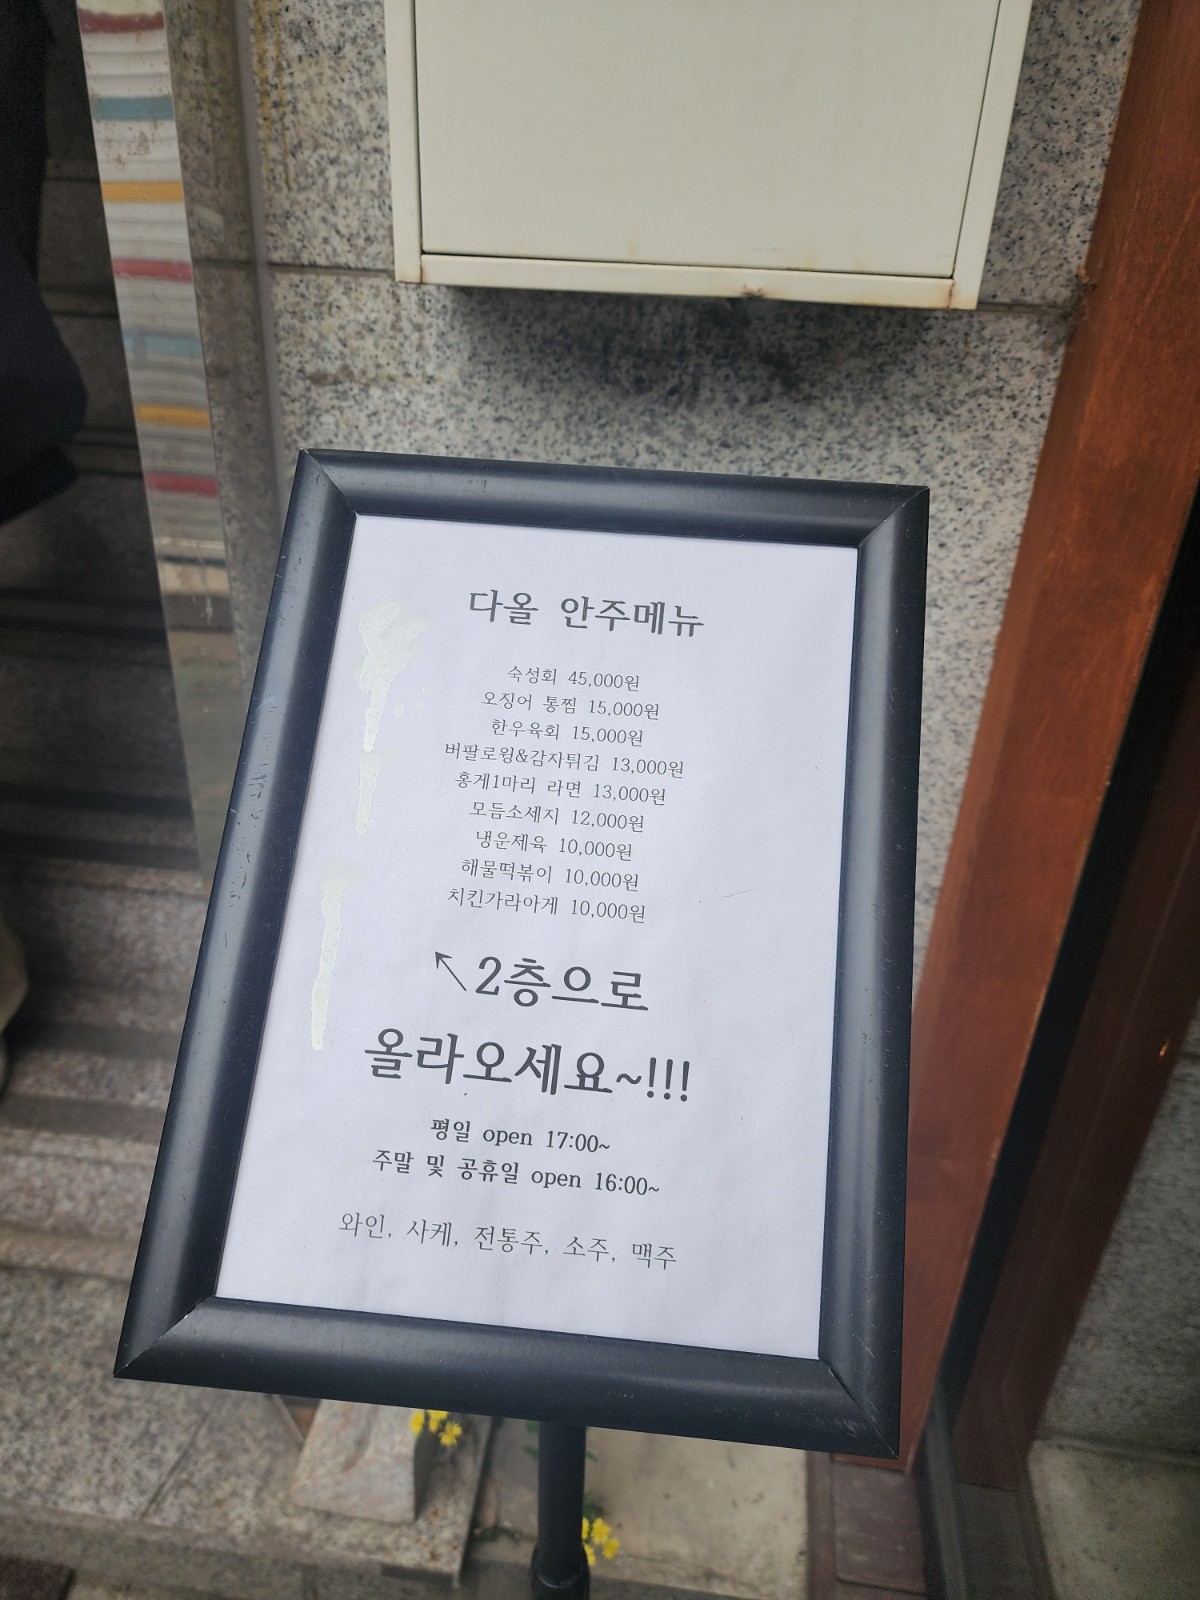 다올 안주메뉴
숙성회 45,000원
오징어 통찜 15,000원
한우육회 15,000원
버팔로윙&감자튀김 13,000원
홍게1마리 라면 13,000원
모듬소세지 12,000원
냉운제육 10,000원
해물떡볶이 10,000원
치킨가라아게 10,000원
↖2층으로
올라오세요~!!!
평일 open 17:00~
주말 및 공휴일 open 16:00~
와인, 사케, 전통주, 소주, 맥주